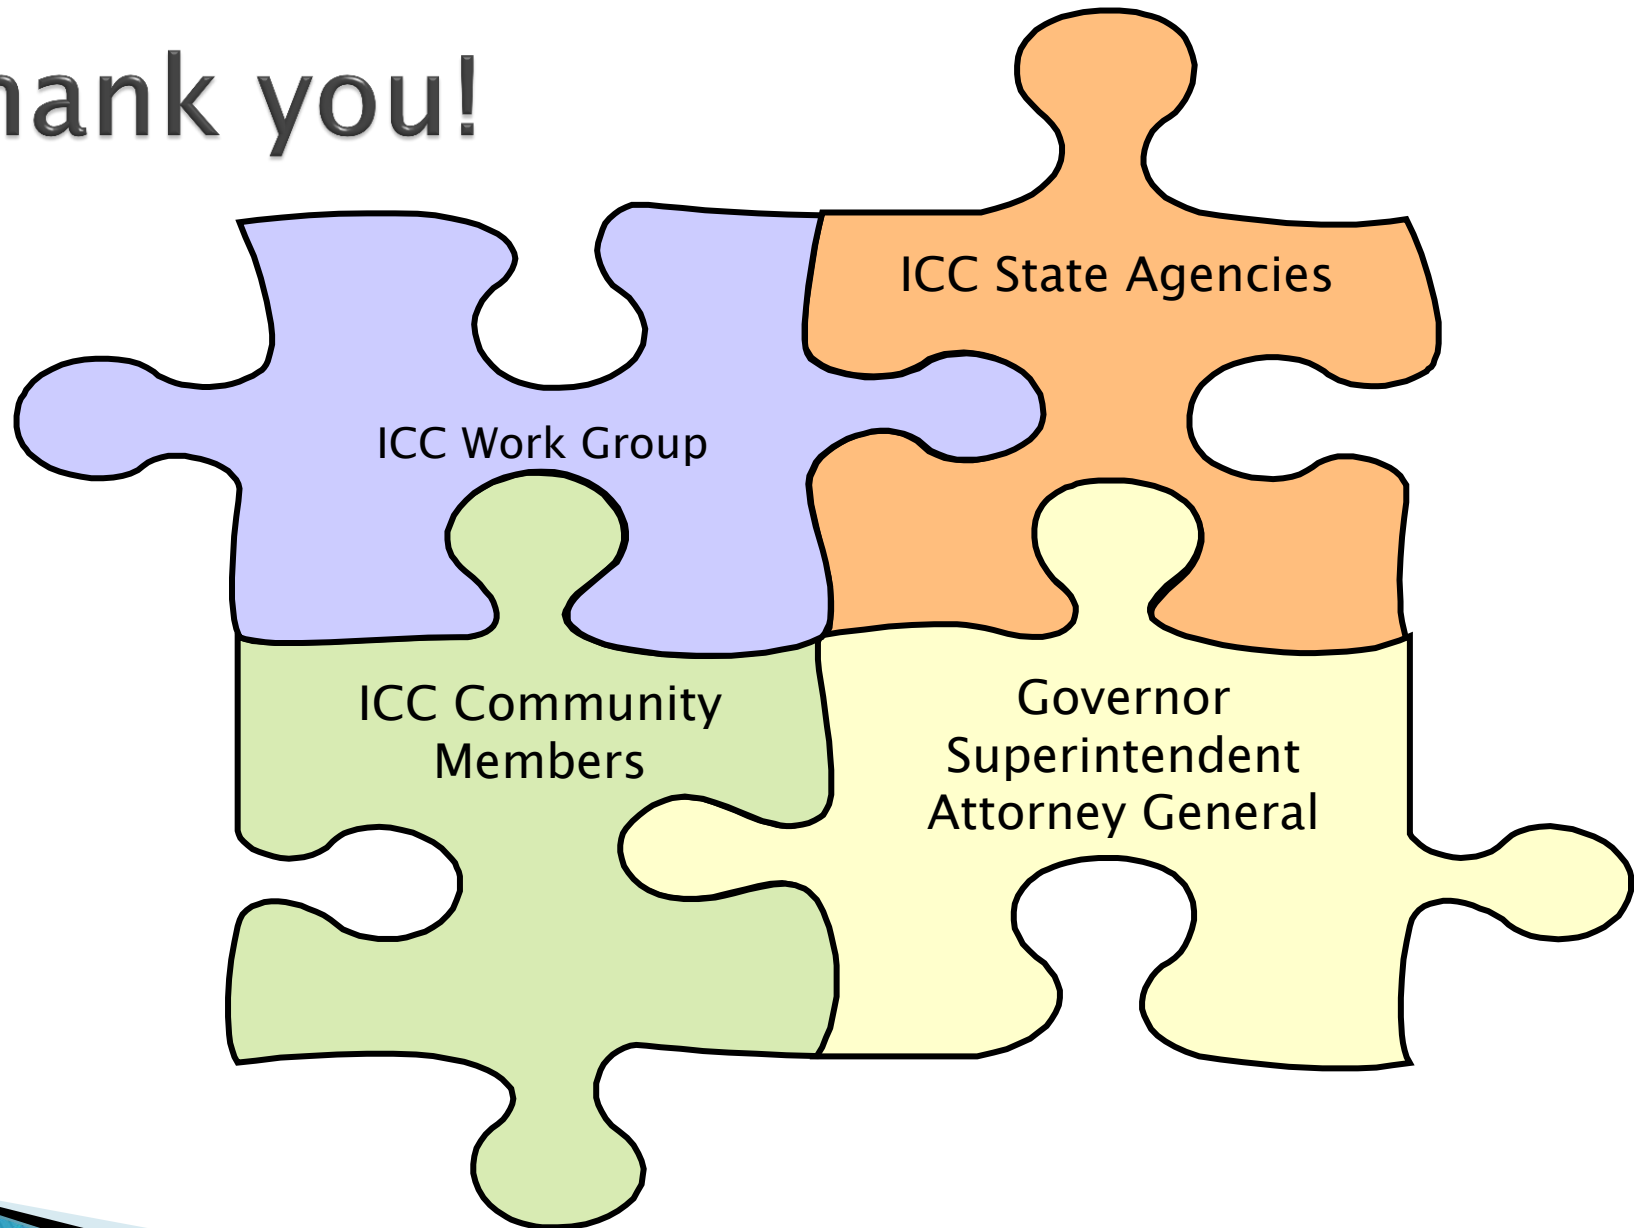 hank you!
ICC State Agencies
ICC Work Group
ICC Community
Members
Governor
Superintendent
Attorney General